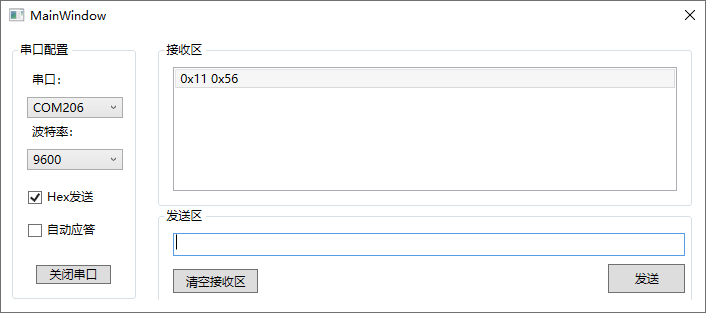 MainWindow
串口配置
串口：
COM206
波特率：
9600
Hex发送
自动应答
关闭串口
接收区
0x11 0x56
发送区
清空接收区
发送